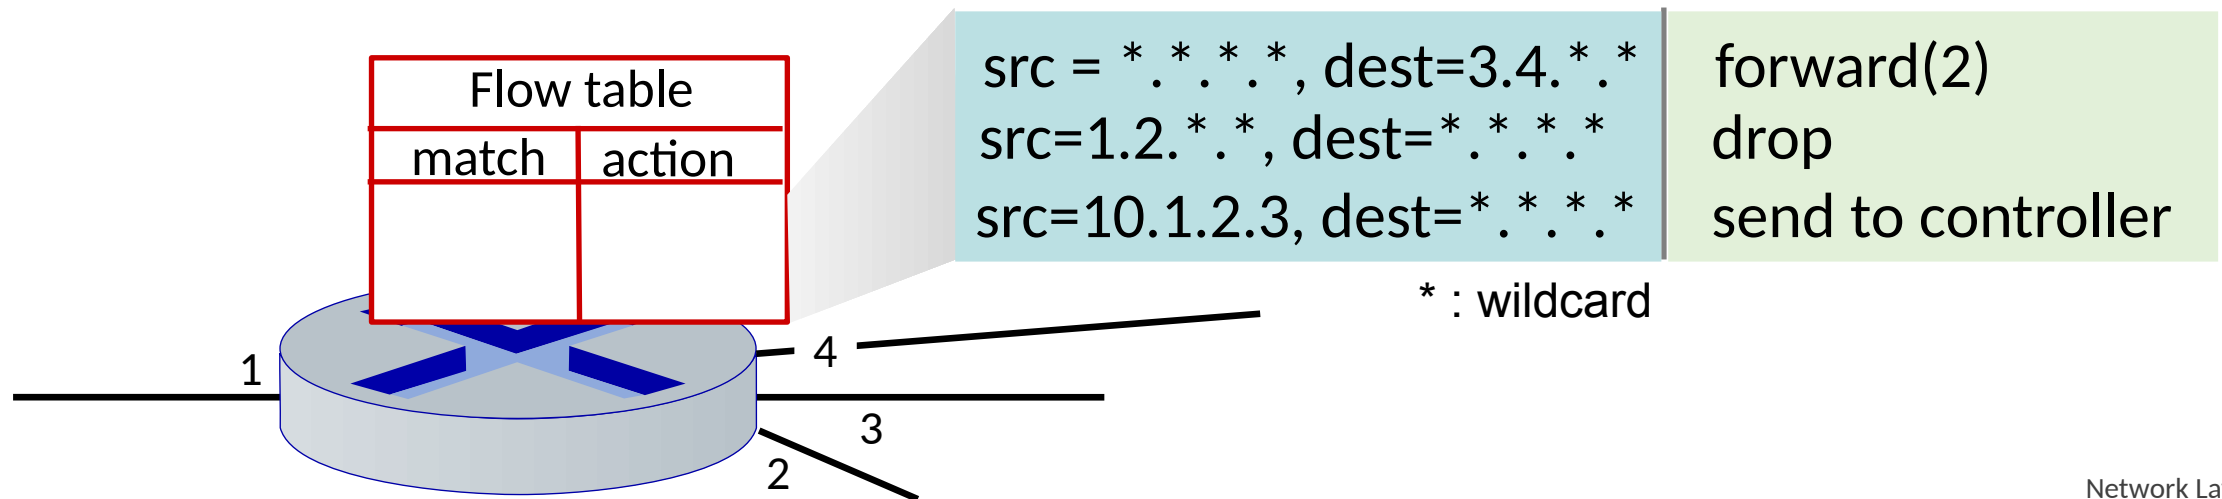 Flow table
match action
src = *.*.*.*, dest=3.4.*.* forward(2)
src=1.2.*.*, dest=*.*.*.* drop
src=10.1.2.3, dest=*.*.*.* send to controller
* : wildcard
1
4
3
2
Network